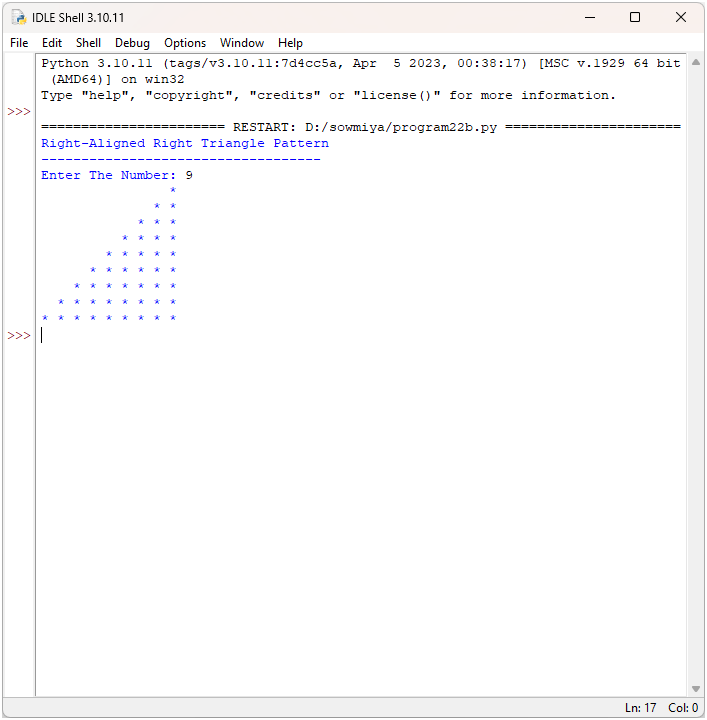 IDLE Shell 3.10.11
File Edit Shell Debug Options Window Help
Python 3.10.11 (tags/v3.10.11:7d4cc5a, Apr  5 2023, 00:38:17) [MSC v.1929 64 bit
 (AMD64)] on win32
Type "help", "copyright", "credits" or "license()" for more information.
>>>
======================= RESTART: D:/sowmiya/program22b.py ======================
Right-Aligned Right Triangle Pattern
-----------------------------------
Enter The Number: 9
                *
              * *
            * * *
          * * * *
        * * * * *
      * * * * * *
    * * * * * * *
  * * * * * * * *
* * * * * * * * *
>>>
Ln: 17 Col: 0